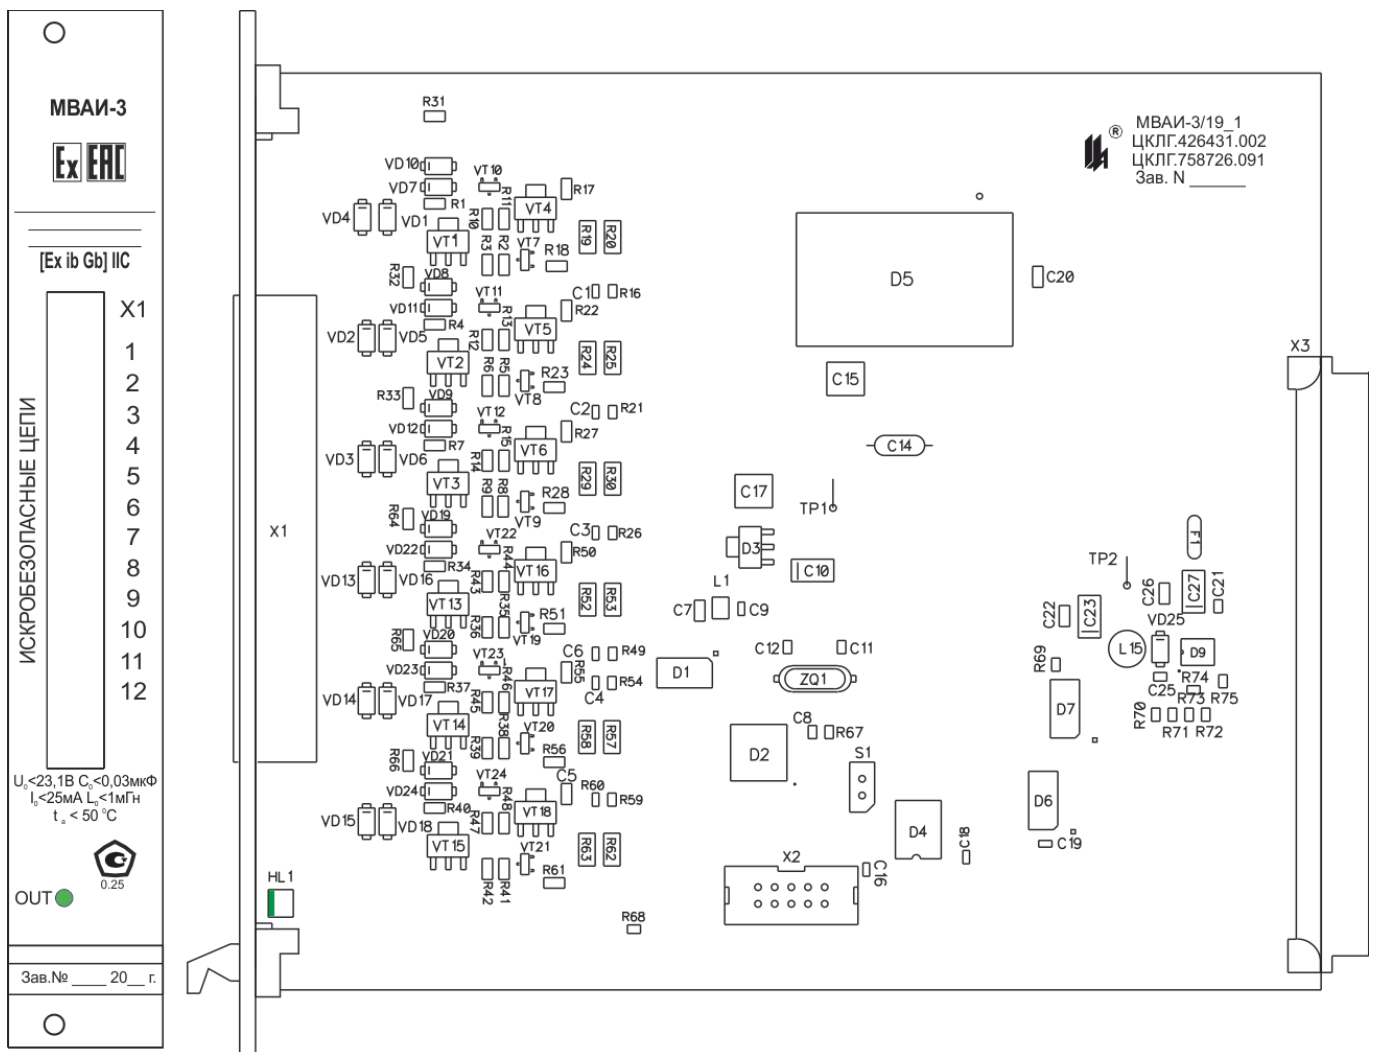 МВАИ-3
Ex ЕАС
[Ex ib Gb] IIC
X1
1
2
3
4
5
6
7
8
9
10
11
12
ИСКРОБЕЗОПАСНЫЕ ЦЕПИ
U₀<23,1В C₀<0,03мкФ
I₀<25мА L₀<1мГн
tₐ < 50 °C
С
0.25
OUT
Зав.№ ____ 20__ г.
®
МВАИ-3/19_1
ЦКЛГ.426431.002
ЦКЛГ.758726.091
Зав. N ______
R31
VD10
VT10
VD7
R11
R17
R1
VD4
VD1
R10
VT4
R19
R20
VT1
R3
R2
VT7
R18
R32
VD8
VT11
C1
R16
VD11
R13
R22
R4
VD2
VD5
R12
VT5
R24
R25
VT2
R6
R5
R23
VT8
R33
VD9
VT12
C2
R21
VD12
R15
R27
R7
VD3
VD6
R14
VT6
R29
R30
VT3
R9
R8
R28
VT9
R64
VD19
VT22
C3
R26
VD22
R44
R50
R34
VD13
VD16
R43
VT16
R52
R53
VT13
R36
R35
R51
VT19
R65
VD20
VT23
C6
R49
VD23
R46
R55
R54
R37
C4
VD14
VD17
R45
VT17
R58
R57
VT14
R39
R38
VT20
R56
R66
VD21
VT24
C5
R60
R59
VD24
R48
R40
VD15
VD18
R47
VT18
R63
R62
VT15
VT21
R61
R42
R41
R68
HL1
X1
D5
C20
C15
X3
C14
C17
TP1
D3
C10
L1
C7
C9
C12
C11
D1
ZQ1
C8
R67
D2
S1
D4
C18
X2
C16
F1
TP2
C26
C27
C21
C22
C23
VD25
L15
D9
R69
C25
R74
R73
R75
D7
R70
R71
R72
D6
C19